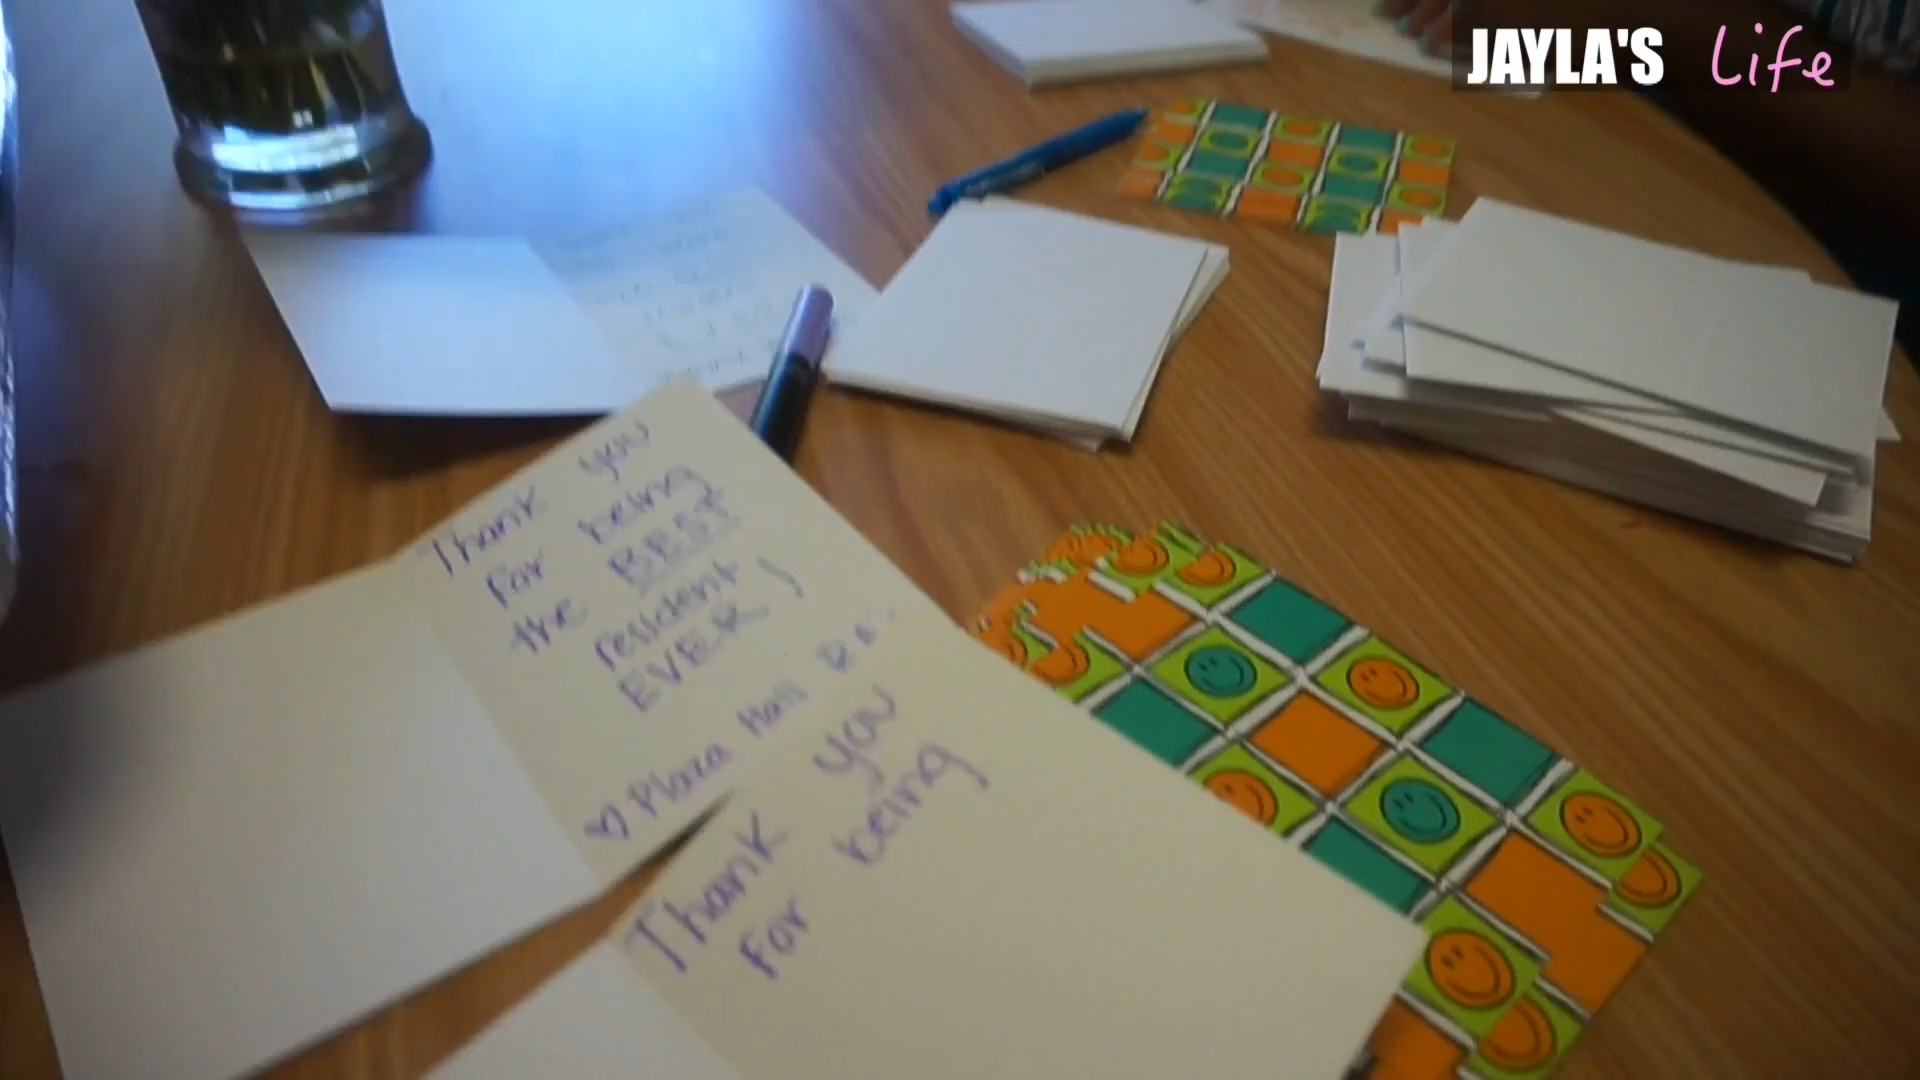 JAYLA'S Life
Thank you
for being
the BEST
resident
EVER!
♡ Plaza Hall
Thank you
For being